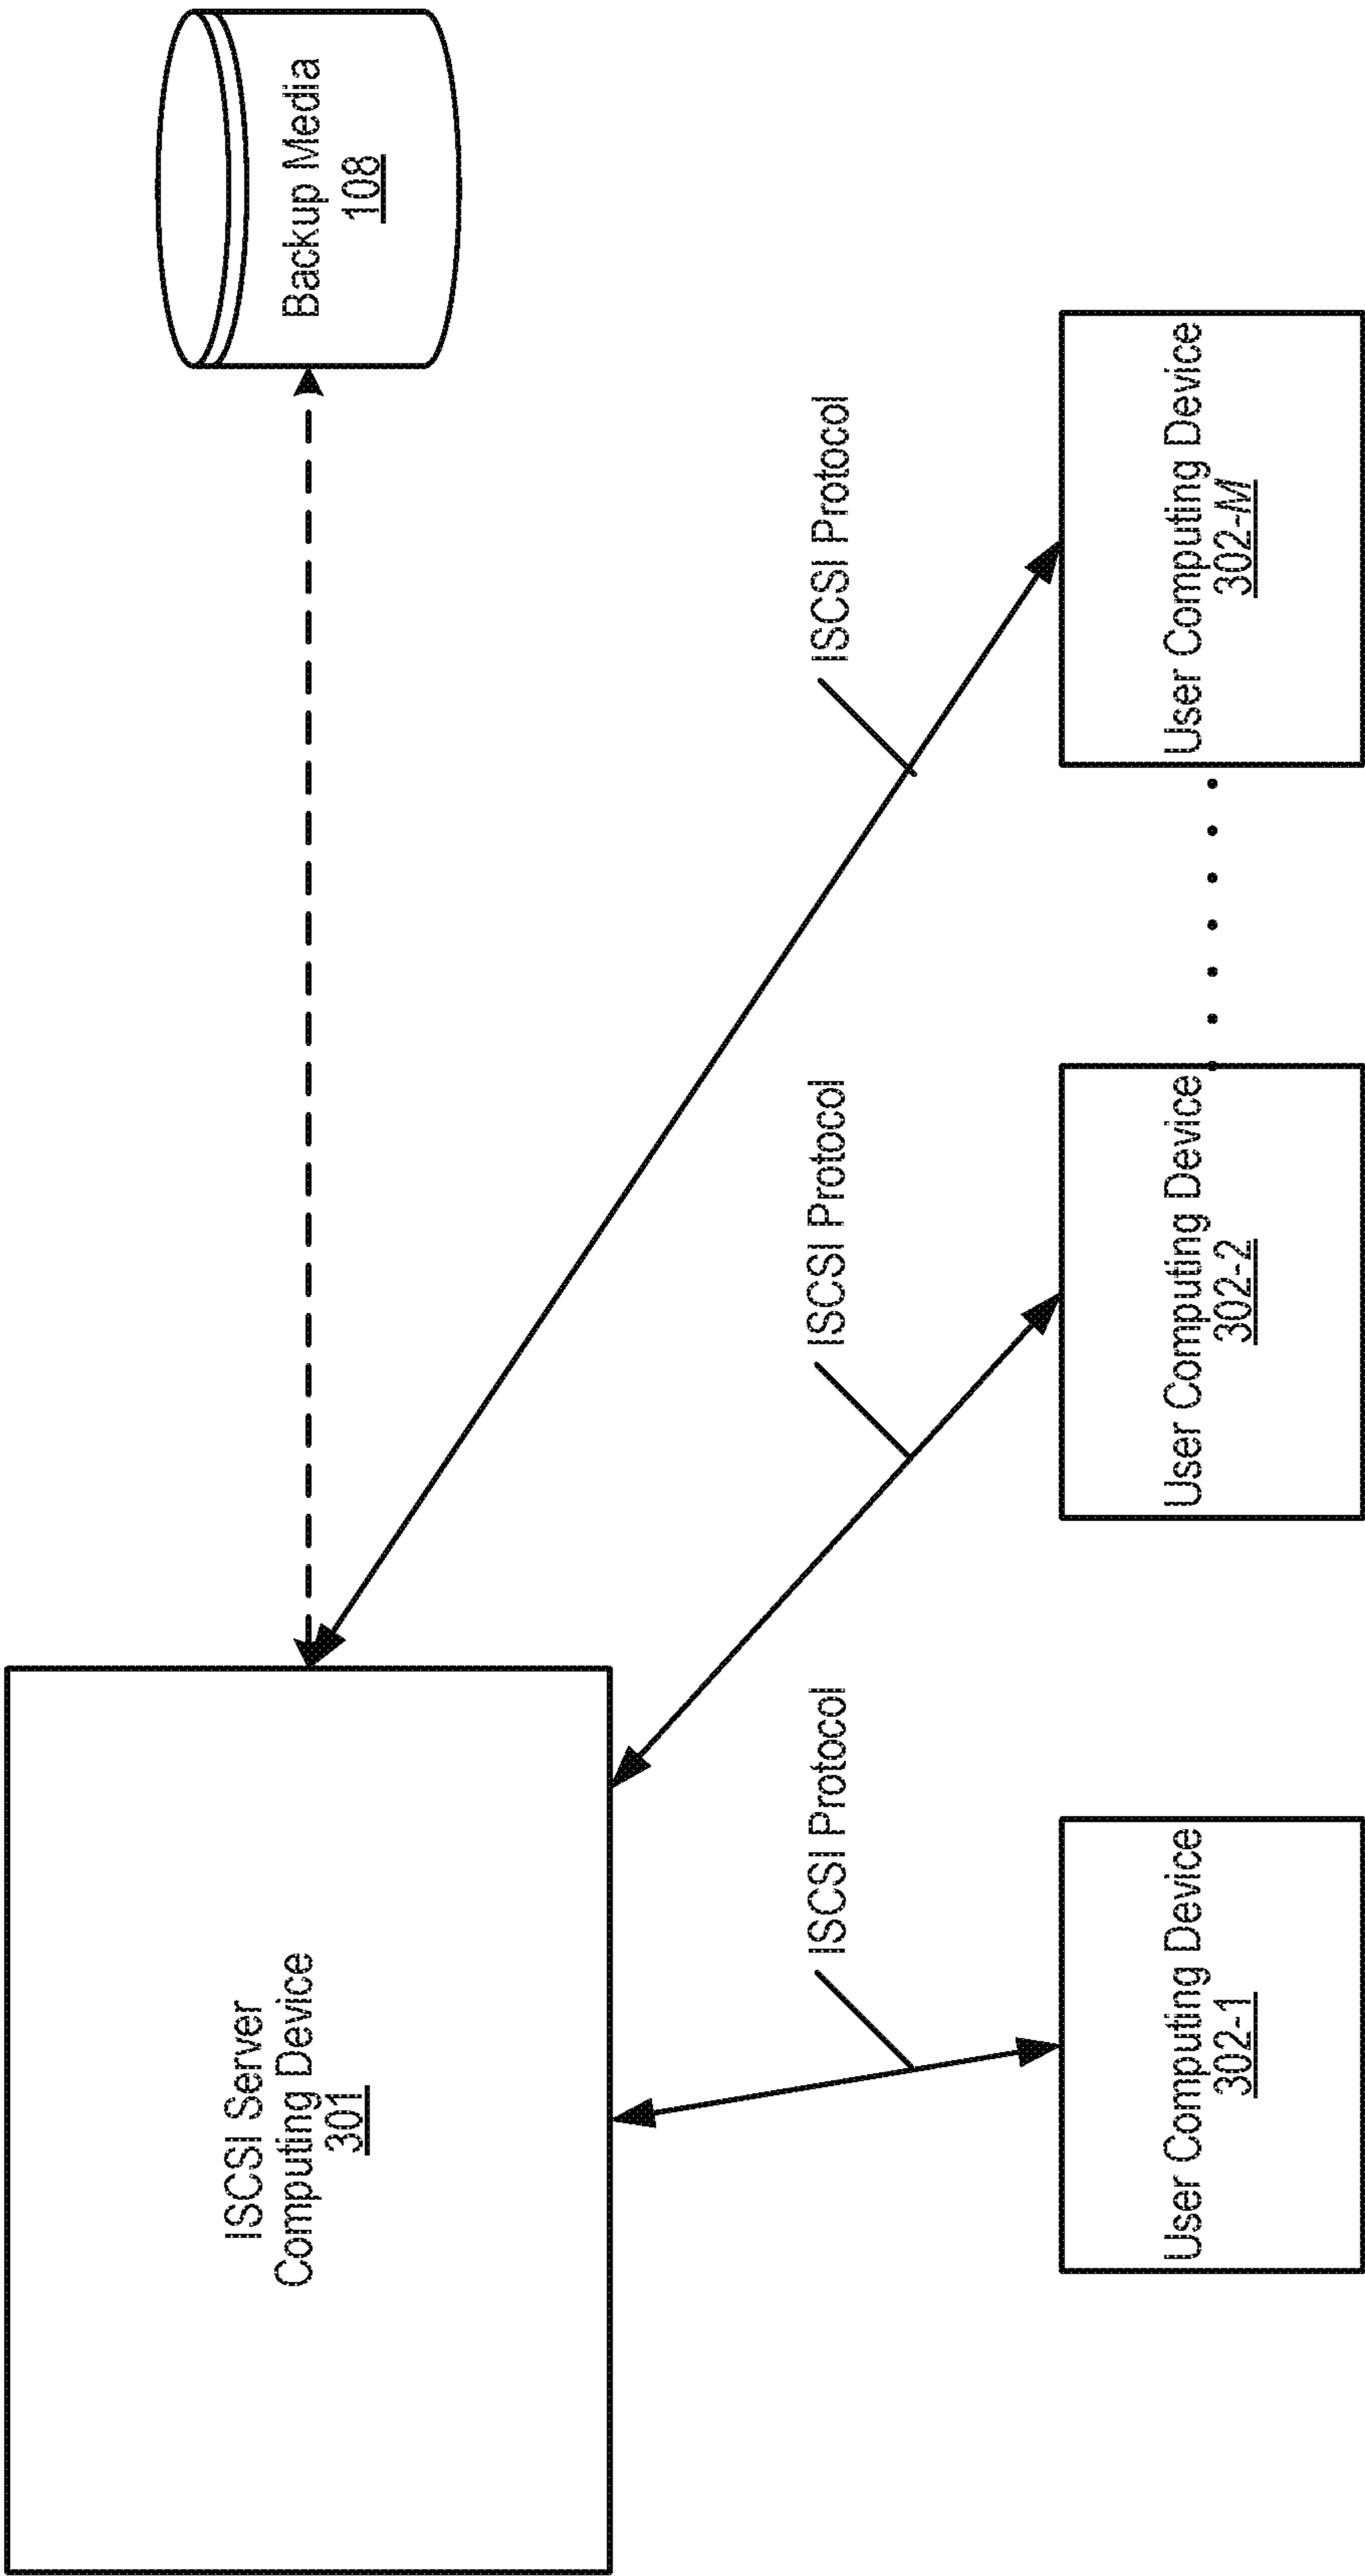 ISCSI Server
Computing Device
301
Backup Media
108
ISCSI Protocol
ISCSI Protocol
ISCSI Protocol
User Computing Device
302-1
User Computing Device
302-2
User Computing Device
302-M